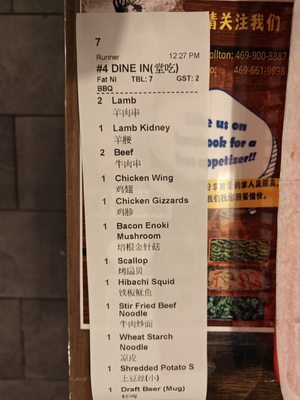 7
Runner 12:27 PM
#4 DINE IN(堂吃)
Fat Ni TBL: 7 GST: 2
BBQ
2 Lamb
羊肉串
1 Lamb Kidney
羊腰
2 Beef
牛肉串
1 Chicken Wing
鸡翅
1 Chicken Gizzards
鸡胗
1 Bacon Enoki
Mushroom
培根金针菇
1 Scallop
烤扇贝
1 Hibachi Squid
铁板鱿鱼
1 Stir Fried Beef
Noodle
牛肉炒面
1 Wheat Starch
Noodle
凉皮
1 Shredded Potato S
土豆丝(小)
1 Draft Beer (Mug)
请关注我们
ollton: 469-900-8887
469-661-9898
us on
for a
appetizer!!